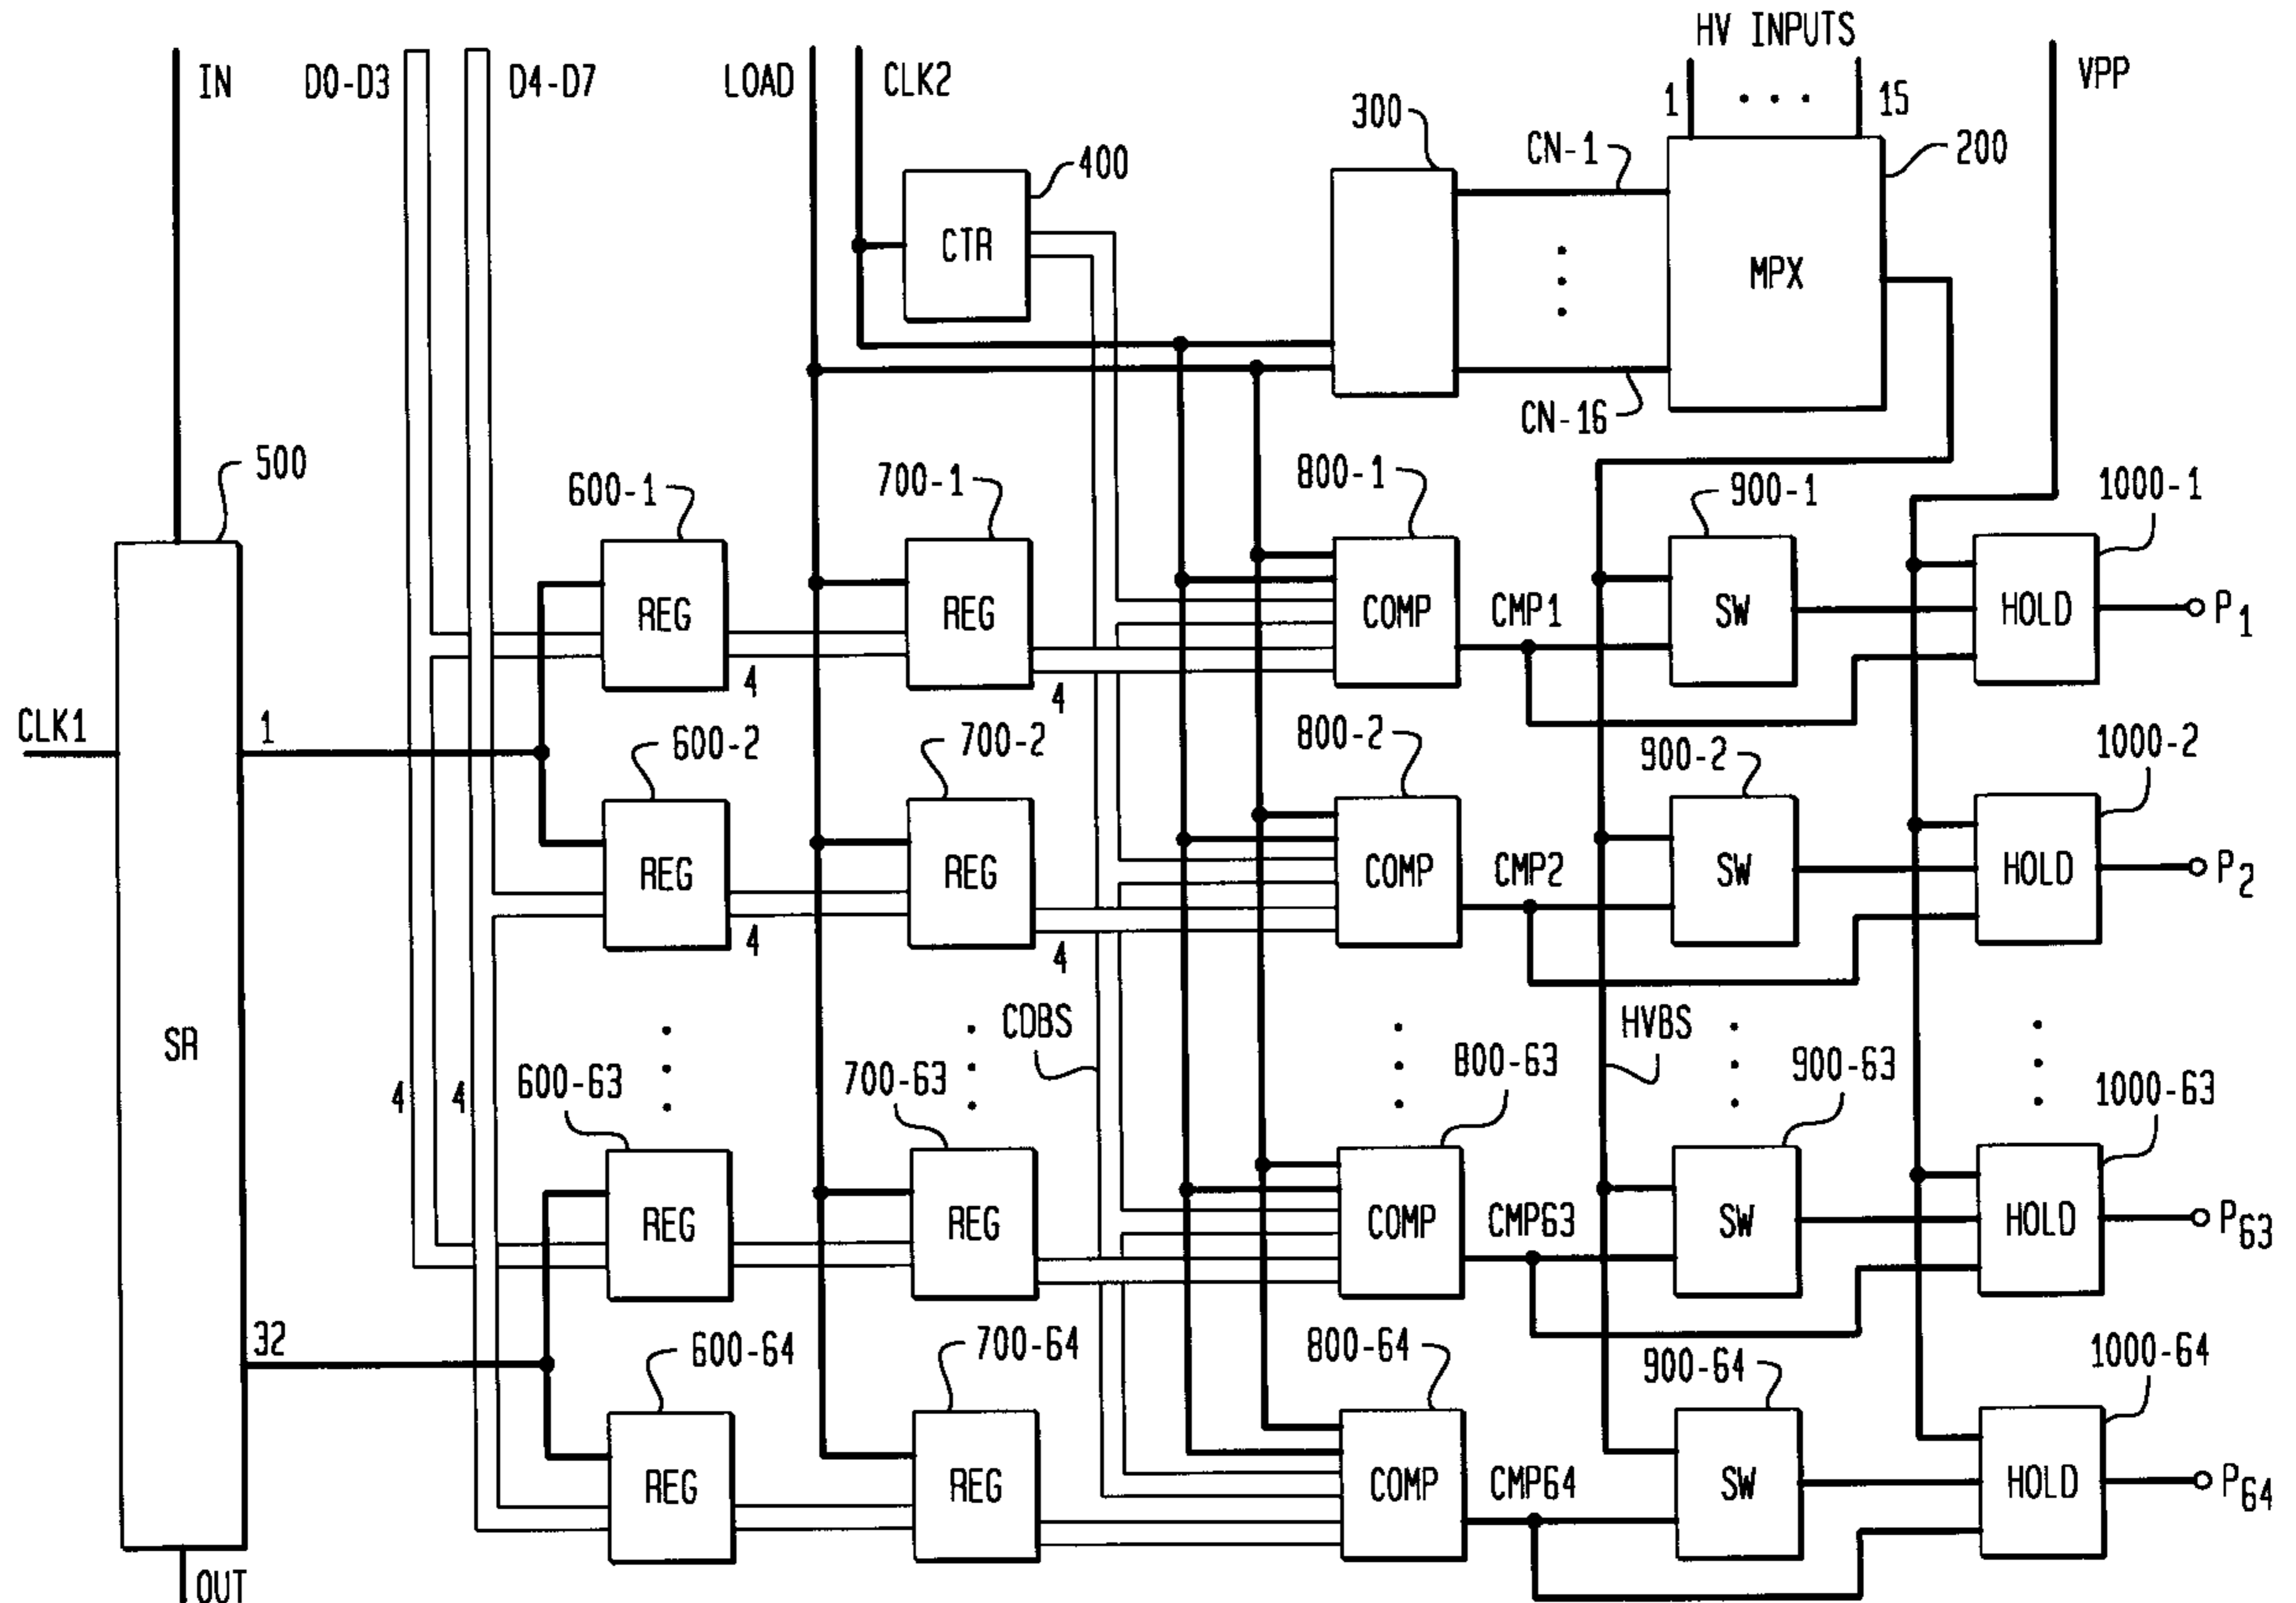 HV INPUTS
IN
D0-D3
D4-D7
LOAD
CLK2
1
15
VPP
300
CN-1
200
400
CTR
MPX
CN-16
500
600-1
700-1
800-1
900-1
1000-1
REG
REG
COMP
CMP1
SW
HOLD
P1
4
4
CLK1
1
600-2
700-2
800-2
900-2
1000-2
REG
REG
COMP
CMP2
SW
HOLD
P2
4
4
SR
CDBS
HVBS
4
4
600-63
700-63
800-63
900-63
1000-63
REG
REG
COMP
CMP63
SW
HOLD
P63
32
600-64
700-64
800-64
900-64
1000-64
REG
REG
COMP
CMP64
SW
HOLD
P64
OUT